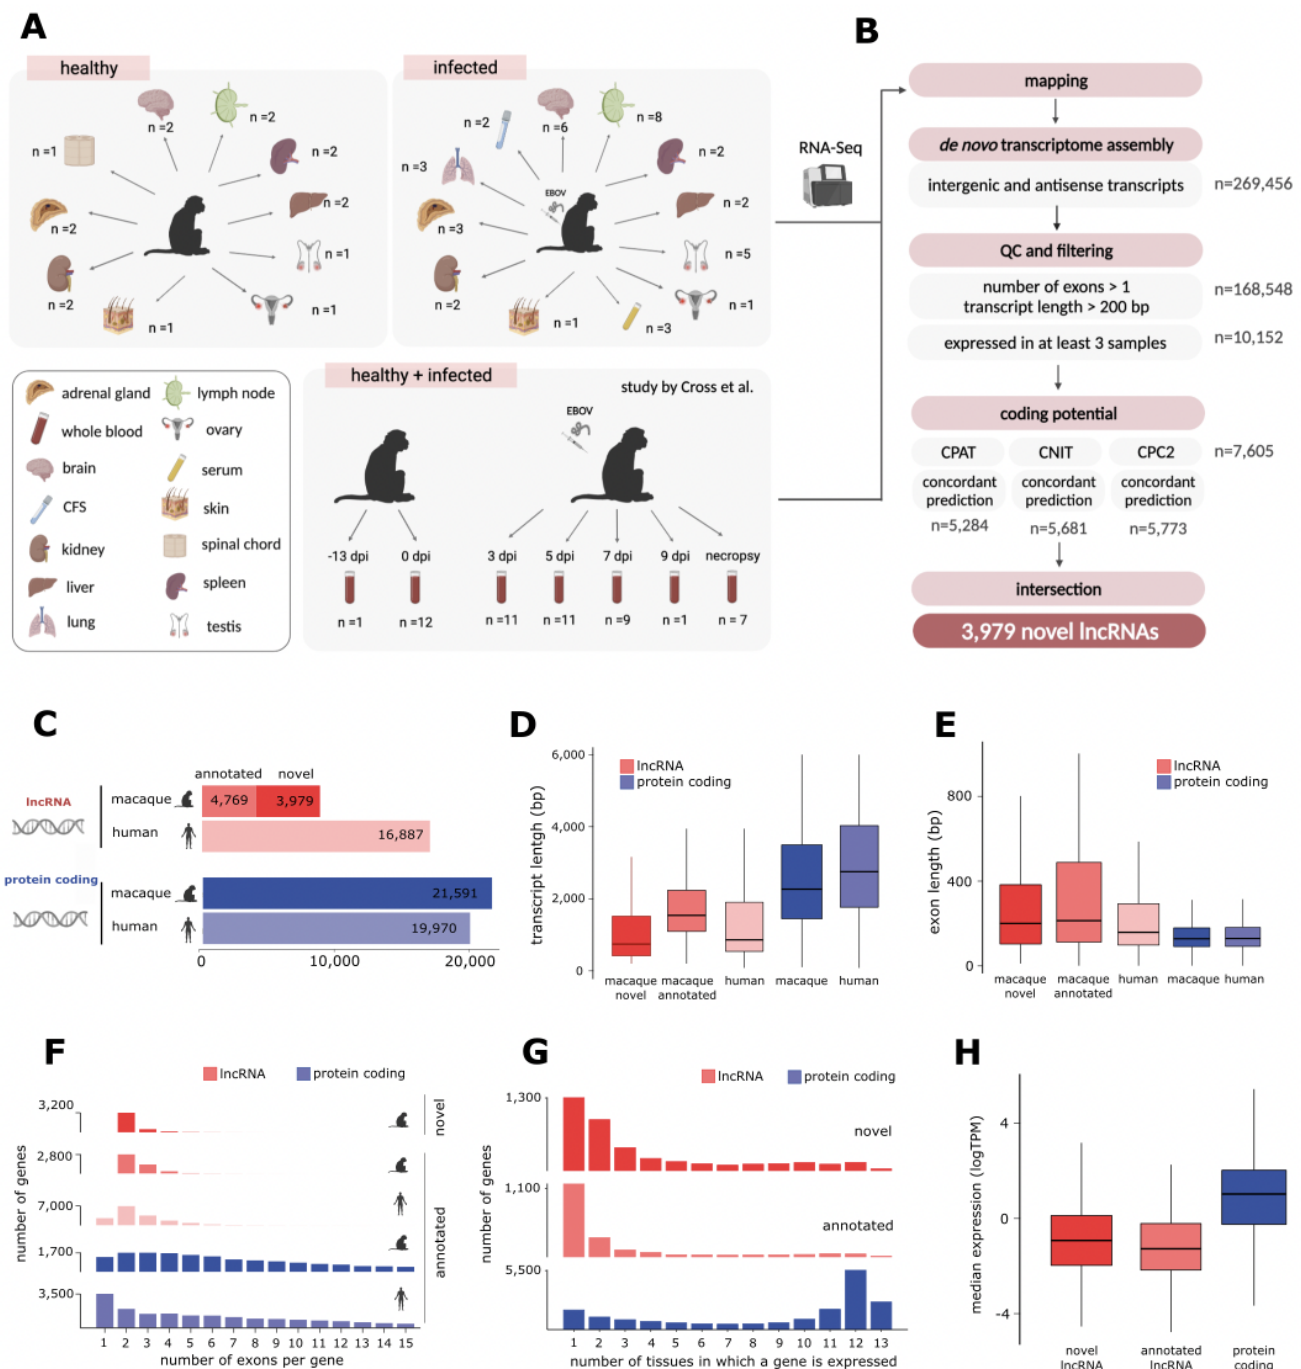 A
healthy
n =2
n =2
n =1
n =2
n =2
n =2
n =1
n =2
n =1
n =1
infected
n =2
n =6
n =8
n =3
n =2
EBOV
n =2
n =3
n =5
n =2
n =1
n =1
n =3
adrenal gland
lymph node
whole blood
ovary
brain
serum
CFS
skin
kidney
spinal chord
liver
spleen
lung
testis
healthy + infected
study by Cross et al.
EBOV
-13 dpi
0 dpi
3 dpi
5 dpi
7 dpi
9 dpi
necropsy
n =1
n =12
n =11
n =11
n =9
n =1
n = 7
RNA-Seq
B
mapping
de novo transcriptome assembly
intergenic and antisense transcripts
n=269,456
QC and filtering
number of exons > 1
transcript length > 200 bp
n=168,548
expressed in at least 3 samples
n=10,152
coding potential
CPAT
CNIT
CPC2
n=7,605
concordant prediction
concordant prediction
concordant prediction
n=5,284
n=5,681
n=5,773
intersection
3,979 novel lncRNAs
C
annotated novel
lncRNA
macaque
4,769
3,979
human
16,887
protein coding
macaque
21,591
human
19,970
0
10,000
20,000
D
lncRNA
protein coding
transcript lentgh (bp)
6,000
4,000
2,000
0
macaque novel
macaque annotated
human
macaque
human
E
lncRNA
protein coding
exon length (bp)
800
400
0
macaque novel
macaque annotated
human
macaque
human
F
lncRNA
protein coding
number of genes
3,200
2,800
7,000
1,700
3,500
novel
annotated
1 2 3 4 5 6 7 8 9 10 11 12 13 14 15
number of exons per gene
G
lncRNA
protein coding
number of genes
1,300
novel
1,100
annotated
5,500
1 2 3 4 5 6 7 8 9 10 11 12 13
number of tissues in which a gene is expressed
H
median expression (logTPM)
4
0
-4
novel lncRNA
annotated lncRNA
protein coding